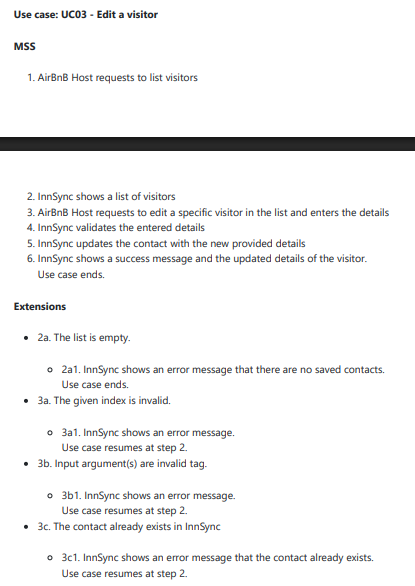 Use case: UC03 - Edit a visitor
MSS
1. AirBnB Host requests to list visitors
2. InnSync shows a list of visitors
3. AirBnB Host requests to edit a specific visitor in the list and enters the details
4. InnSync validates the entered details
5. InnSync updates the contact with the new provided details
6. InnSync shows a success message and the updated details of the visitor.
Use case ends.
Extensions
• 2a. The list is empty.
○ 2a1. InnSync shows an error message that there are no saved contacts.
Use case ends.
• 3a. The given index is invalid.
○ 3a1. InnSync shows an error message.
Use case resumes at step 2.
• 3b. Input argument(s) are invalid tag.
○ 3b1. InnSync shows an error message.
Use case resumes at step 2.
• 3c. The contact already exists in InnSync
○ 3c1. InnSync shows an error message that the contact already exists.
Use case resumes at step 2.